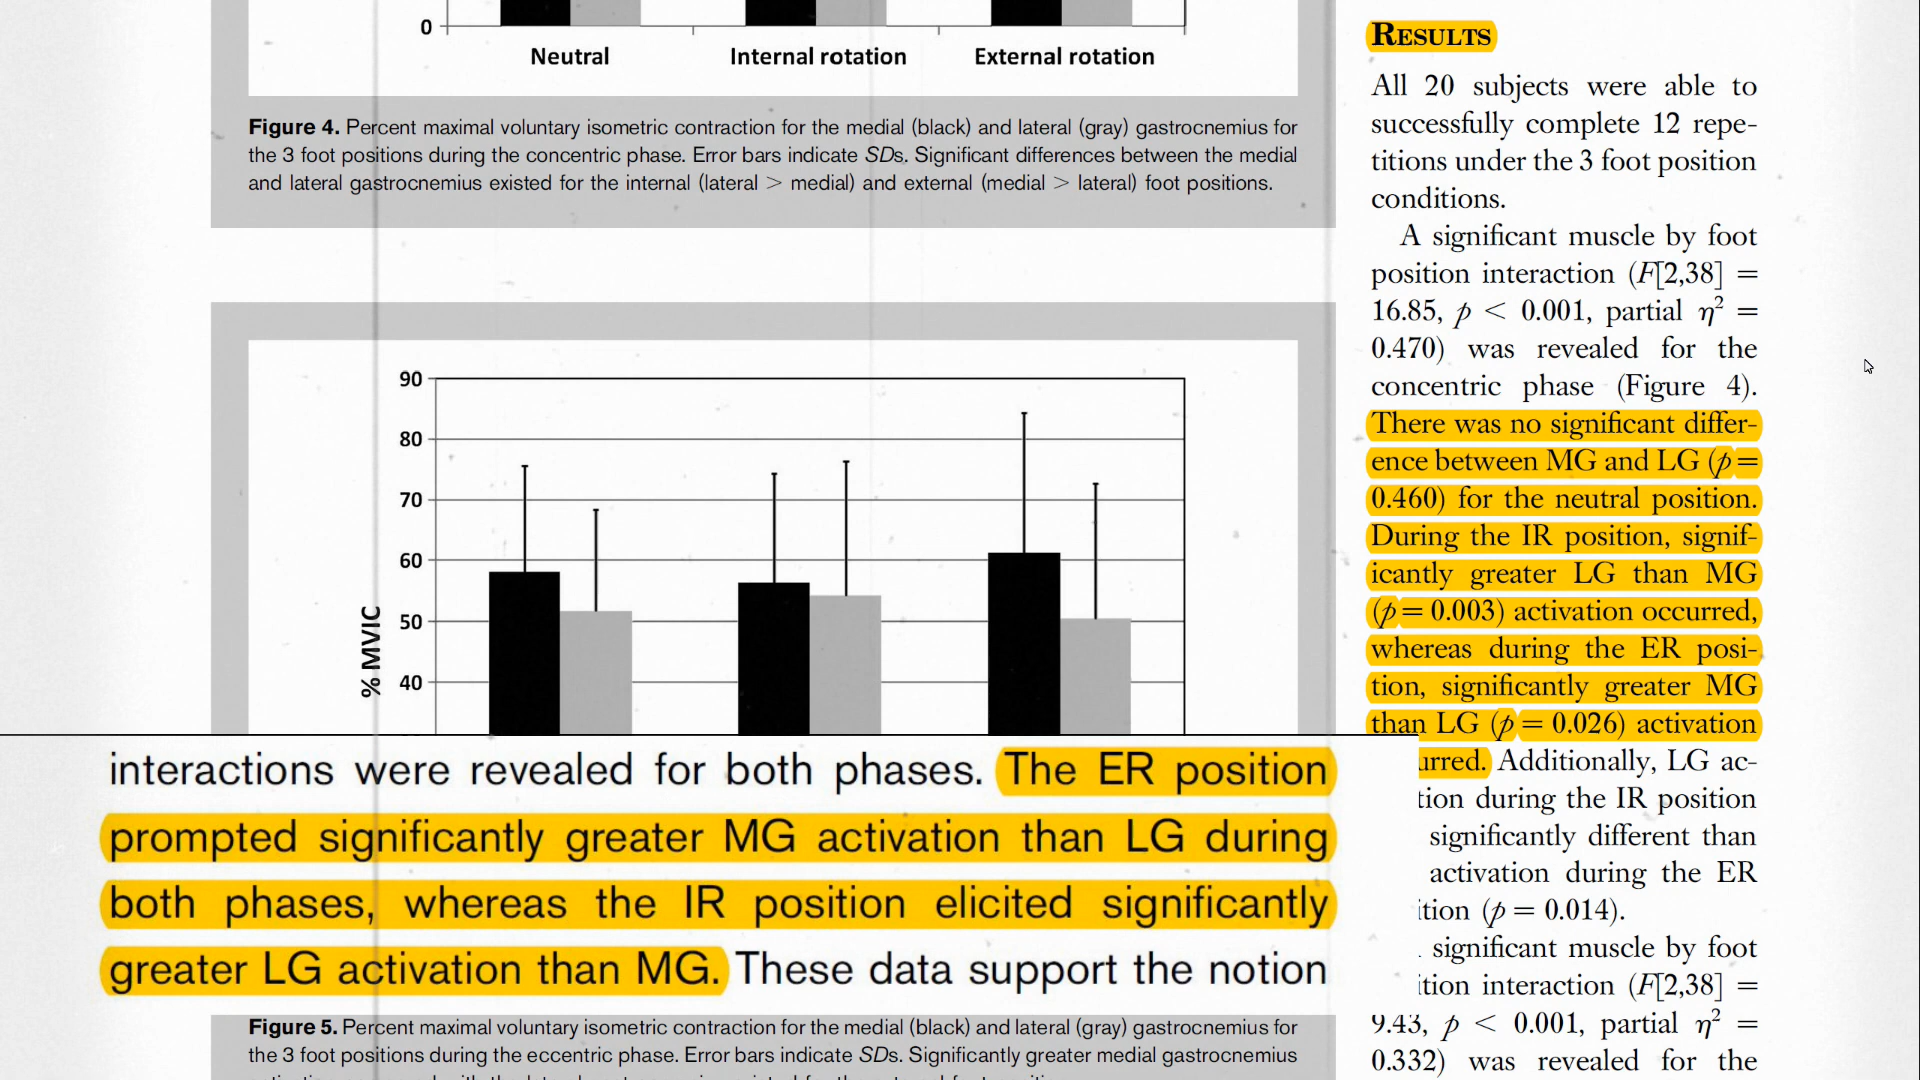 0
Neutral Internal rotation External rotation
Figure 4. Percent maximal voluntary isometric contraction for the medial (black) and lateral (gray) gastrocnemius for
the 3 foot positions during the concentric phase. Error bars indicate SDs. Significant differences between the medial
and lateral gastrocnemius existed for the internal (lateral > medial) and external (medial > lateral) foot positions.
90
80
70
60
50
40
% MVIC
interactions were revealed for both phases. The ER position
prompted significantly greater MG activation than LG during
both phases, whereas the IR position elicited significantly
greater LG activation than MG. These data support the notion
Figure 5. Percent maximal voluntary isometric contraction for the medial (black) and lateral (gray) gastrocnemius for
the 3 foot positions during the eccentric phase. Error bars indicate SDs. Significantly greater medial gastrocnemius
RESULTS
All 20 subjects were able to
successfully complete 12 repe-
titions under the 3 foot position
conditions.
A significant muscle by foot
position interaction (F[2,38] =
16.85, p < 0.001, partial η² =
0.470) was revealed for the
concentric phase (Figure 4).
There was no significant differ-
ence between MG and LG (p =
0.460) for the neutral position.
During the IR position, signif-
icantly greater LG than MG
(p = 0.003) activation occurred,
whereas during the ER posi-
tion, significantly greater MG
than LG (p = 0.026) activation
urred. Additionally, LG ac-
tion during the IR position
significantly different than
activation during the ER
ition (p = 0.014).
significant muscle by foot
ition interaction (F[2,38] =
9.43, p < 0.001, partial η² =
0.332) was revealed for the